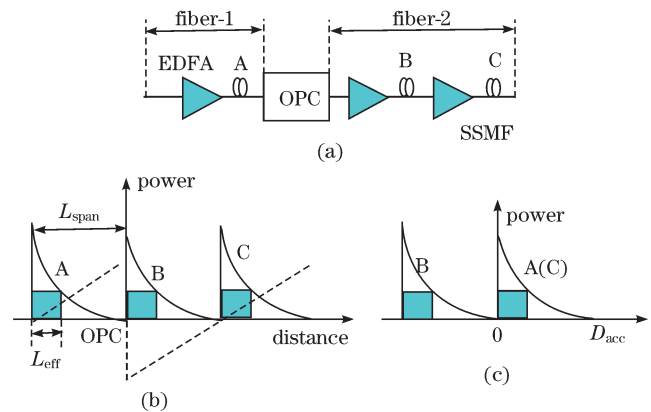 fiber-1 fiber-2
EDFA A B C
OPC
SSMF
(a)
power
L_span
A B C
OPC distance
L_eff
(b)
power
B A(C)
0 D_acc
(c)